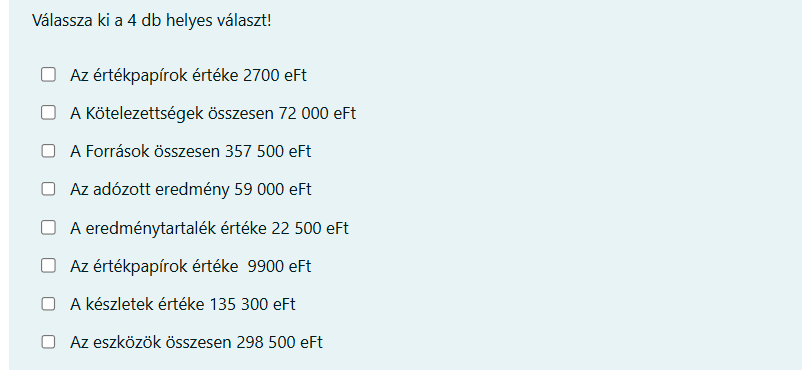 Válassza ki a 4 db helyes választ!
Az értékpapírok értéke 2700 eFt
A Kötelezettségek összesen 72 000 eFt
A Források összesen 357 500 eFt
Az adózott eredmény 59 000 eFt
A eredménytartalék értéke 22 500 eFt
Az értékpapírok értéke  9900 eFt
A készletek értéke 135 300 eFt
Az eszközök összesen 298 500 eFt